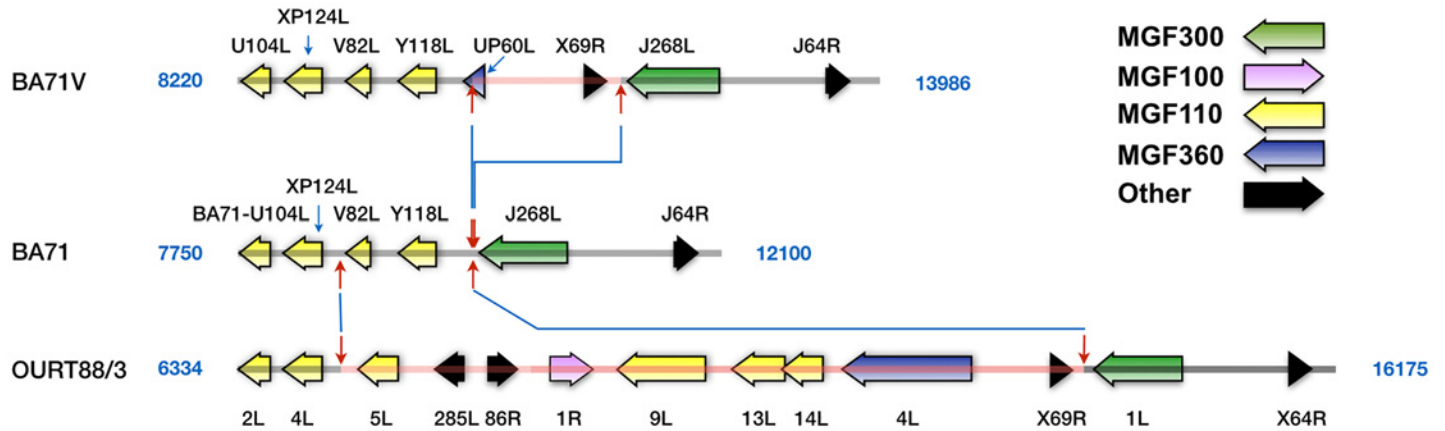 XP124L
U104L V82L Y118L UP60L X69R J268L J64R
BA71V 8220 13986
XP124L
BA71-U104L V82L Y118L J268L J64R
BA71 7750 12100
OURT88/3 6334 16175
2L 4L 5L 285L 86R 1R 9L 13L 14L 4L X69R 1L X64R
MGF300
MGF100
MGF110
MGF360
Other